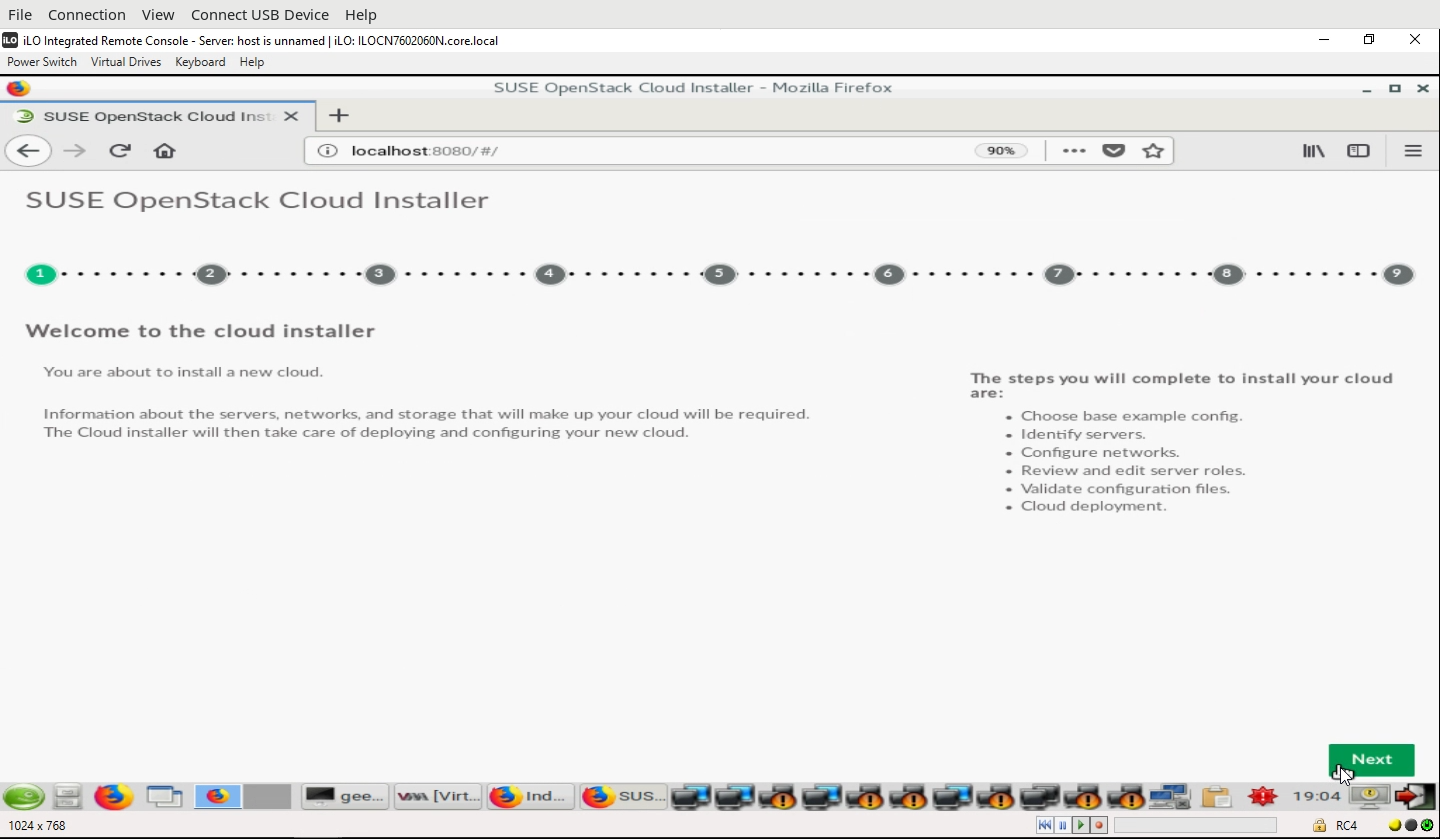 File Connection View Connect USB Device Help
iLO iLO Integrated Remote Console - Server: host is unnamed | iLO: ILOCN7602060N.core.local
Power Switch Virtual Drives Keyboard Help
SUSE OpenStack Cloud Installer - Mozilla Firefox
SUSE OpenStack Cloud Inst
localhost:8080/#/ 90%
SUSE OpenStack Cloud Installer
1 2 3 4 5 6 7 8 9
Welcome to the cloud installer
You are about to install a new cloud.
Information about the servers, networks, and storage that will make up your cloud will be required.
The Cloud installer will then take care of deploying and configuring your new cloud.
The steps you will complete to install your cloud
are:
• Choose base example config.
• Identify servers.
• Configure networks.
• Review and edit server roles.
• Validate configuration files.
• Cloud deployment.
Next
gee... [Virt... Ind... SUS... 19:04
1024 x 768 RC4